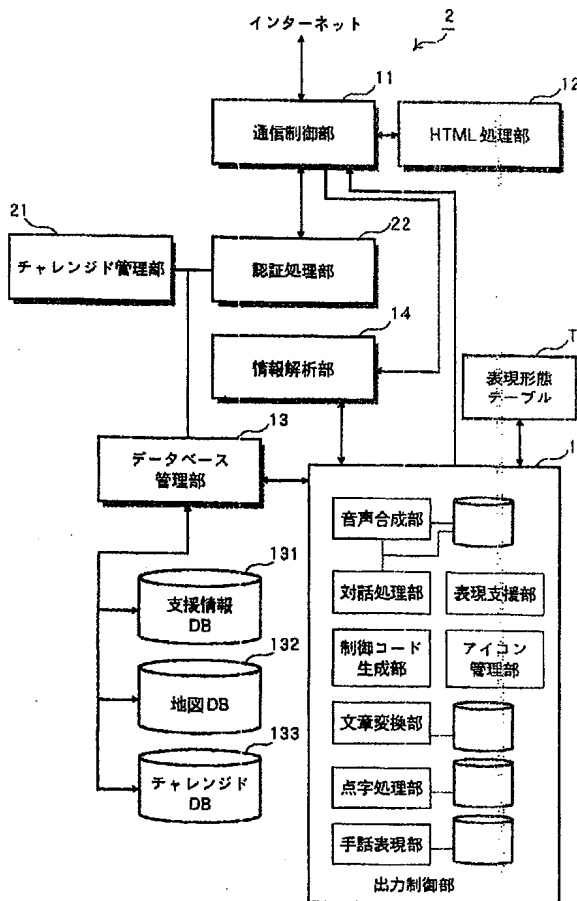 インターネット
2
11
通信制御部
12
HTML処理部
21
チャレンジド管理部
22
認証処理部
14
情報解析部
T
表現形態
テーブル
13
データベース
管理部
1
音声合成部
対話処理部
表現支援部
制御コード
生成部
アイコン
管理部
文章変換部
点字処理部
手話表現部
出力制御部
131
支援情報
DB
132
地図DB
133
チャレンジド
DB